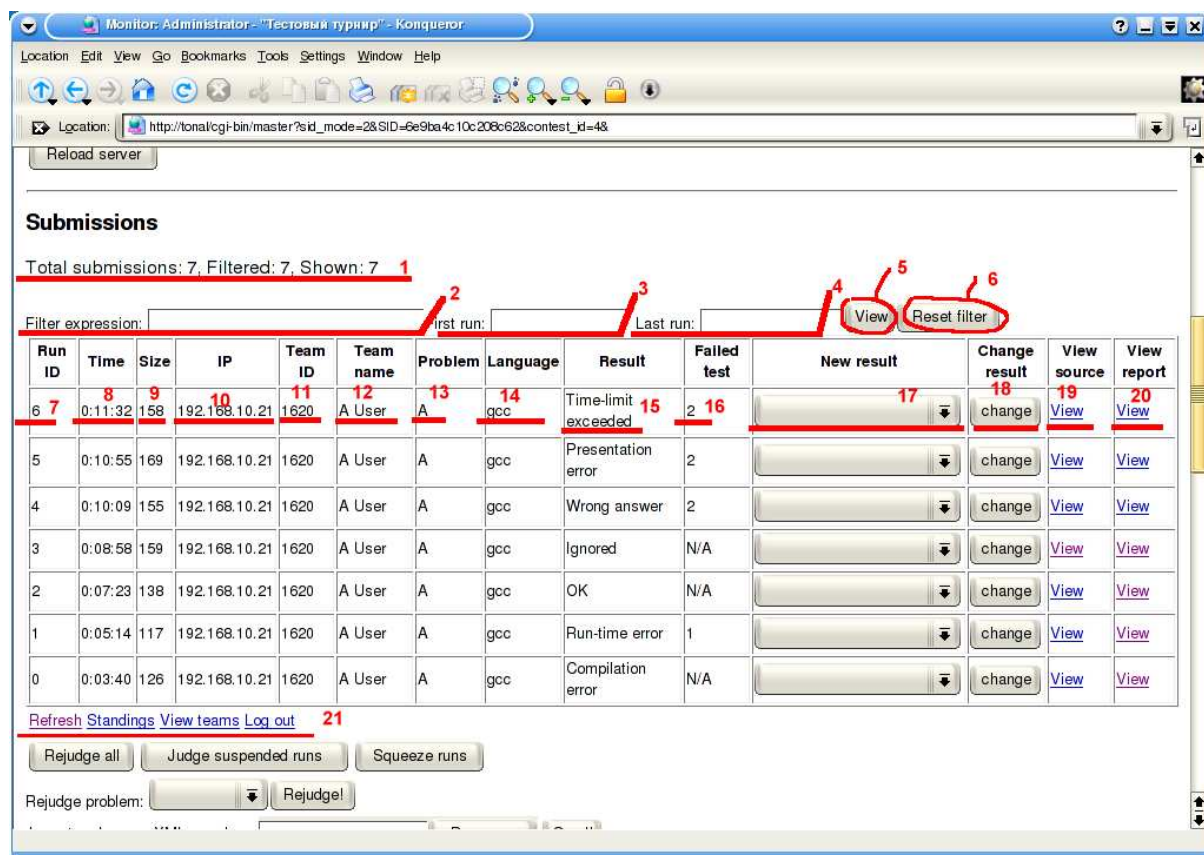 Monitor: Administrator - "Тестовый турнир" - Konqueror
Location Edit View Go Bookmarks Tools Settings Window Help
Location: http://tonal/cgi-bin/master?sid_mode=2&SID=6e9ba4c10c208c62&contest_id=4&
Reload server
Submissions
Total submissions: 7, Filtered: 7, Shown: 7 1
2 3 4 5 6
Filter expression: First run: Last run: View Reset filter
Run ID Time Size IP Team ID Team name Problem Language Result Failed test New result Change result View source View report
7 8 9 10 11 12 13 14 15 16 17 18 19 20
6 0:11:32 158 192.168.10.21 1620 A User A gcc Time-limit exceeded 2 change View View
5 0:10:55 169 192.168.10.21 1620 A User A gcc Presentation error 2 change View View
4 0:10:09 155 192.168.10.21 1620 A User A gcc Wrong answer 2 change View View
3 0:08:58 159 192.168.10.21 1620 A User A gcc Ignored N/A change View View
2 0:07:23 138 192.168.10.21 1620 A User A gcc OK N/A change View View
1 0:05:14 117 192.168.10.21 1620 A User A gcc Run-time error 1 change View View
0 0:03:40 126 192.168.10.21 1620 A User A gcc Compilation error N/A change View View
Refresh Standings View teams Log out 21
Rejudge all Judge suspended runs Squeeze runs
Rejudge problem: Rejudge!